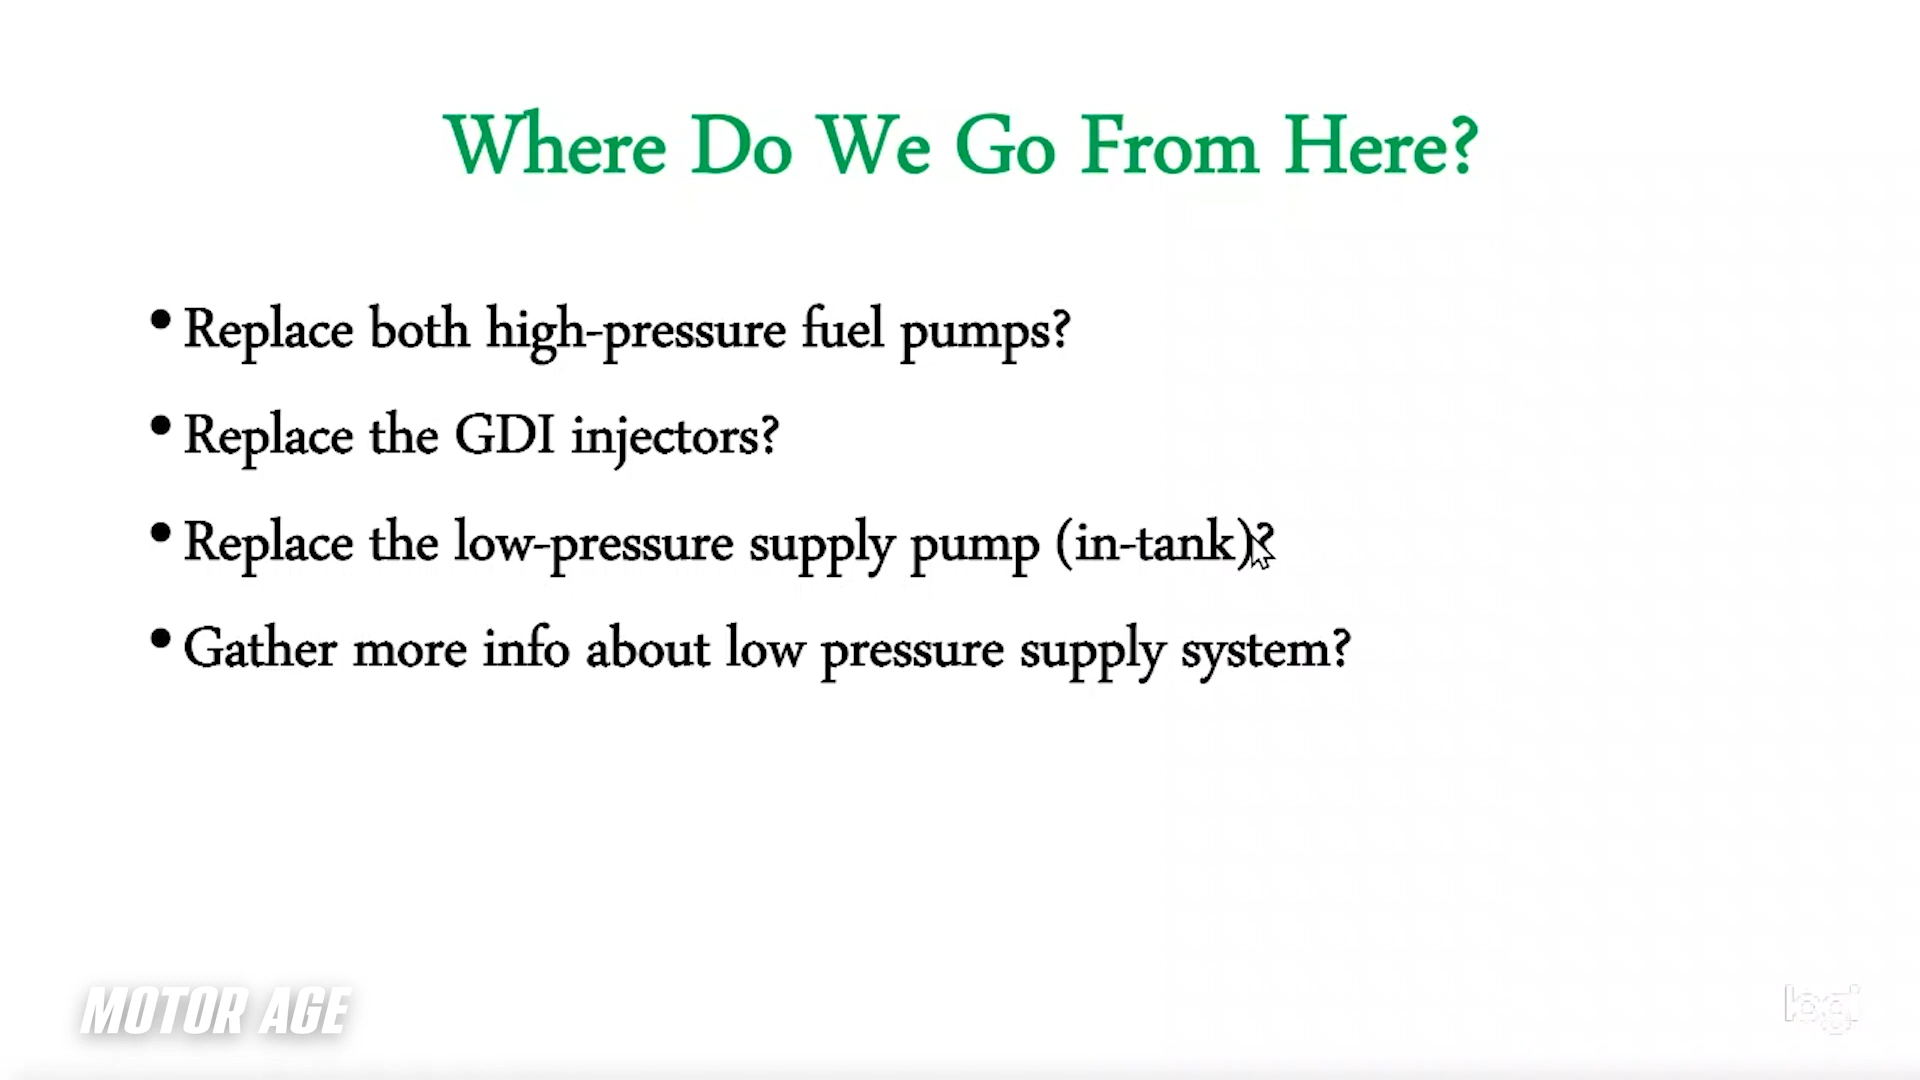 Where Do We Go From Here?
• Replace both high-pressure fuel pumps?
• Replace the GDI injectors?
• Replace the low-pressure supply pump (in-tank)?
• Gather more info about low pressure supply system?
MOTOR AGE
logi